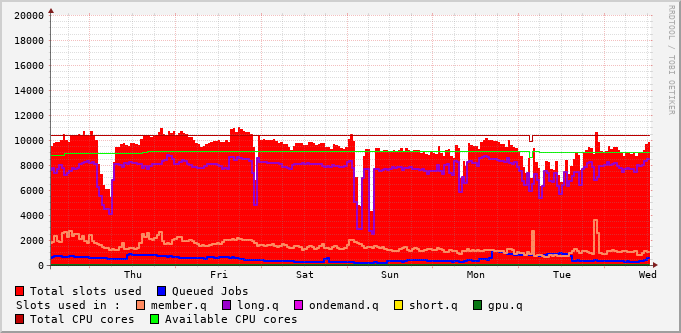 20000
18000
16000
14000
12000
10000
8000
6000
4000
2000
0
Thu Fri Sat Sun Mon Tue Wed
Total slots used Queued Jobs
Slots used in : member.q long.q ondemand.q short.q gpu.q
Total CPU cores Available CPU cores
RRDTOOL / TOBI OETIKER